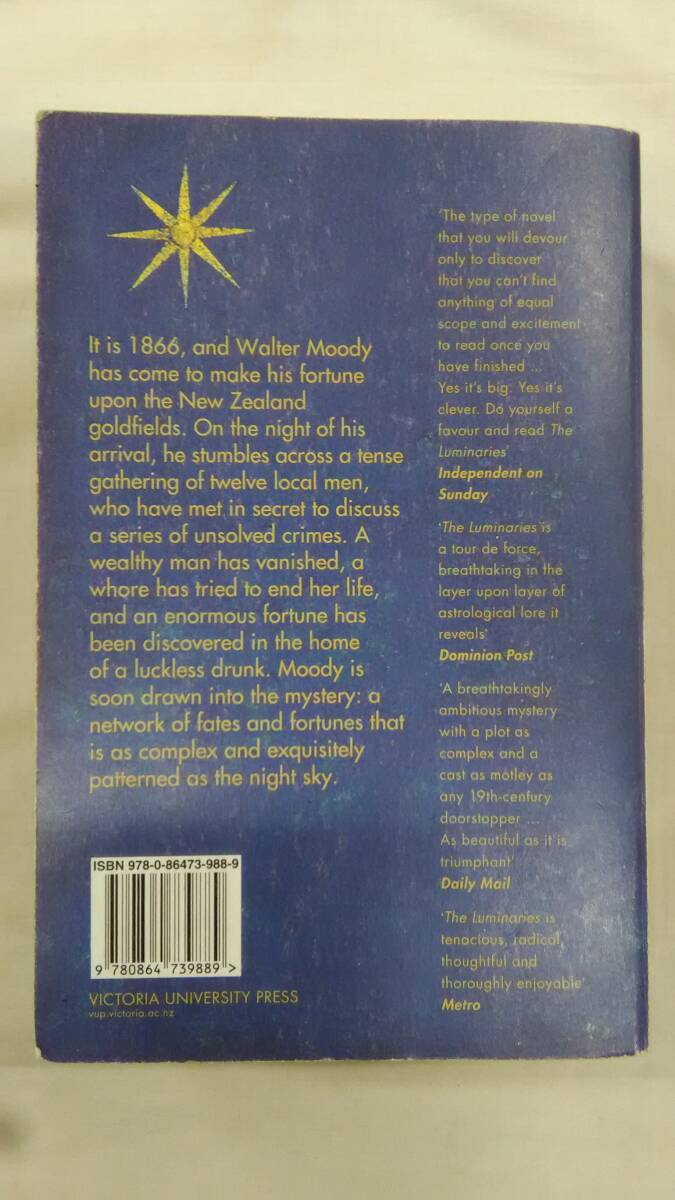 It is 1866, and Walter Moody
has come to make his fortune
upon the New Zealand
goldfields. On the night of his
arrival, he stumbles across a tense
gathering of twelve local men,
who have met in secret to discuss
a series of unsolved crimes. A
wealthy man has vanished, a
whore has tried to end her life,
and an enormous fortune has
been discovered in the home
of a luckless drunk. Moody is
soon drawn into the mystery: a
network of fates and fortunes that
is as complex and exquisitely
patterned as the night sky.
ISBN 978-0-86473-988-9
9 780864 739889 >
VICTORIA UNIVERSITY PRESS
vup.victoria.ac.nz
'The type of novel
that you will devour
only to discover
that you can't find
anything of equal
scope and excitement
to read once you
have finished ...
Yes it's big. Yes it's
clever. Do yourself a
favour and read The
Luminaries'
Independent on
Sunday
'The Luminaries is
a tour de force,
breathtaking in the
layer upon layer of
astrological lore it
reveals'
Dominion Post
'A breathtakingly
ambitious mystery
with a plot as
complex and a
cast as motley as
any 19th-century
doorstopper ...
As beautiful as it is
triumphant'
Daily Mail
'The Luminaries is
tenacious, radical,
thoughtful and
thoroughly enjoyable'
Metro